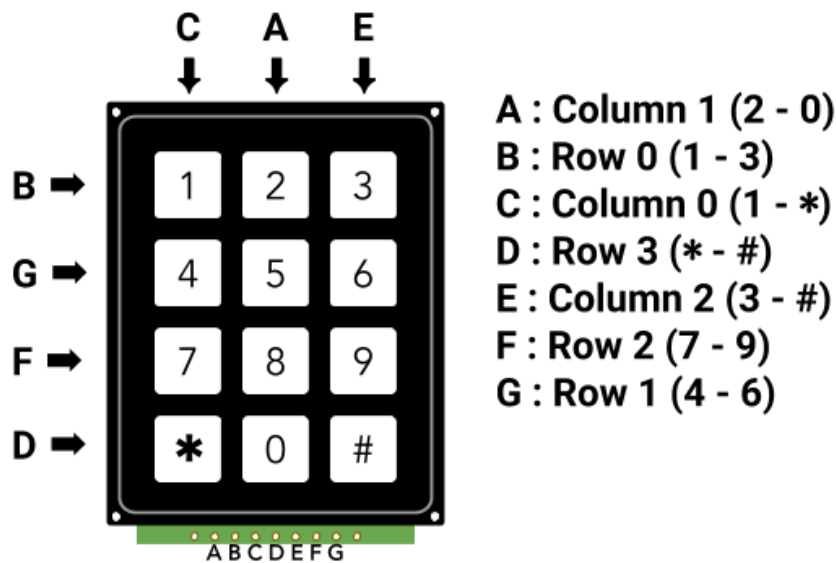 C A E
B 1 2 3
G 4 5 6
F 7 8 9
D * 0 #
A B C D E F G
A : Column 1 (2 - 0)
B : Row 0 (1 - 3)
C : Column 0 (1 - *)
D : Row 3 (* - #)
E : Column 2 (3 - #)
F : Row 2 (7 - 9)
G : Row 1 (4 - 6)